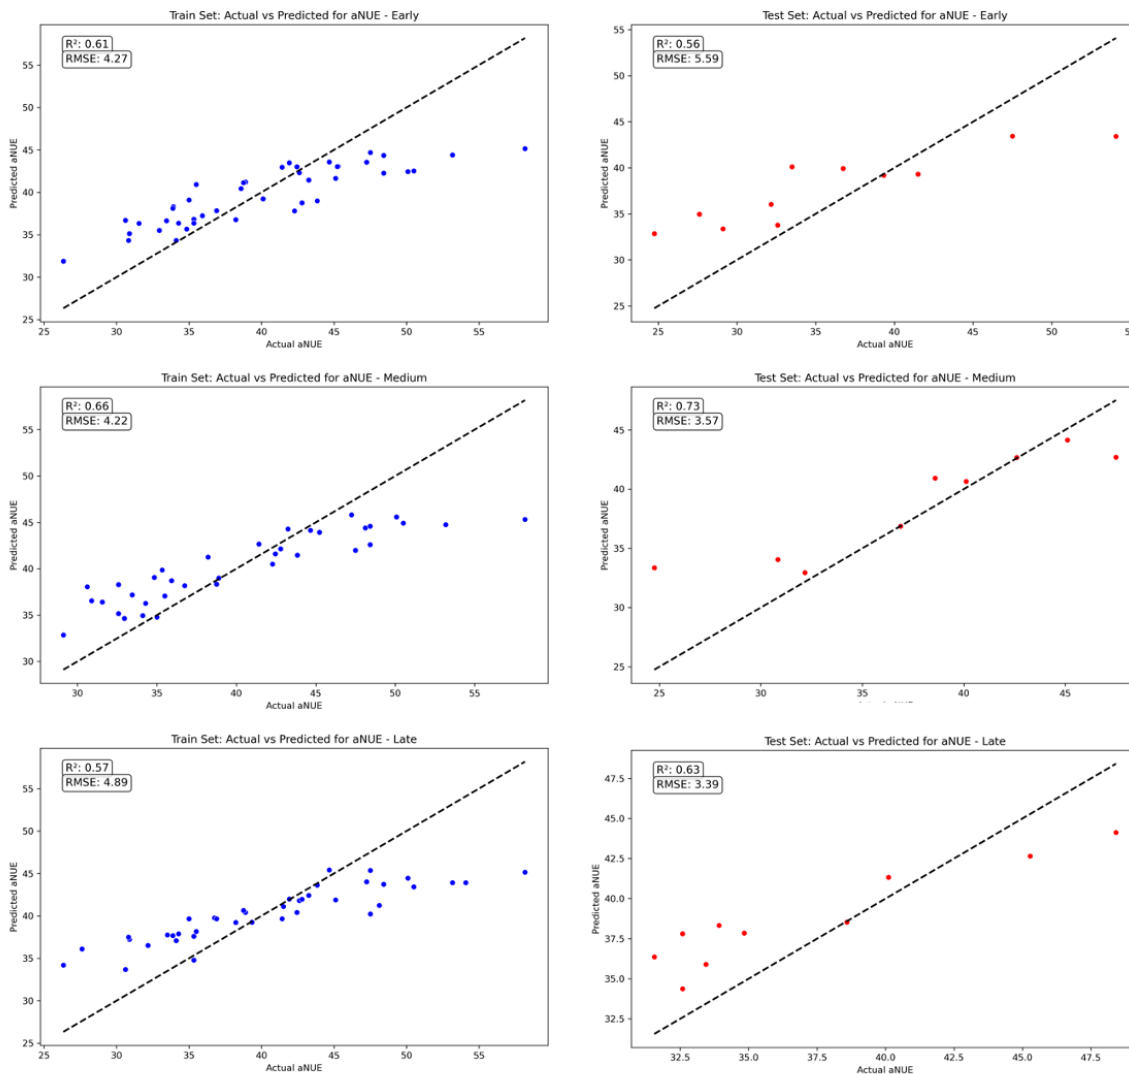 Train Set: Actual vs Predicted for aNUE - Early
R²: 0.61
RMSE: 4.27
Predicted aNUE
55
50
45
40
35
30
25
25 30 35 40 45 50 55
Actual aNUE
Test Set: Actual vs Predicted for aNUE - Early
R²: 0.56
RMSE: 5.59
Predicted aNUE
55
50
45
40
35
30
25
25 30 35 40 45 50 55
Actual aNUE
Train Set: Actual vs Predicted for aNUE - Medium
R²: 0.66
RMSE: 4.22
Predicted aNUE
55
50
45
40
35
30
30 35 40 45 50 55
Actual aNUE
Test Set: Actual vs Predicted for aNUE - Medium
R²: 0.73
RMSE: 3.57
Predicted aNUE
45
40
35
30
25
25 30 35 40 45
Actual aNUE
Train Set: Actual vs Predicted for aNUE - Late
R²: 0.57
RMSE: 4.89
Predicted aNUE
55
50
45
40
35
30
25
25 30 35 40 45 50 55
Actual aNUE
Test Set: Actual vs Predicted for aNUE - Late
R²: 0.63
RMSE: 3.39
Predicted aNUE
47.5
45.0
42.5
40.0
37.5
35.0
32.5
32.5 35.0 37.5 40.0 42.5 45.0 47.5
Actual aNUE